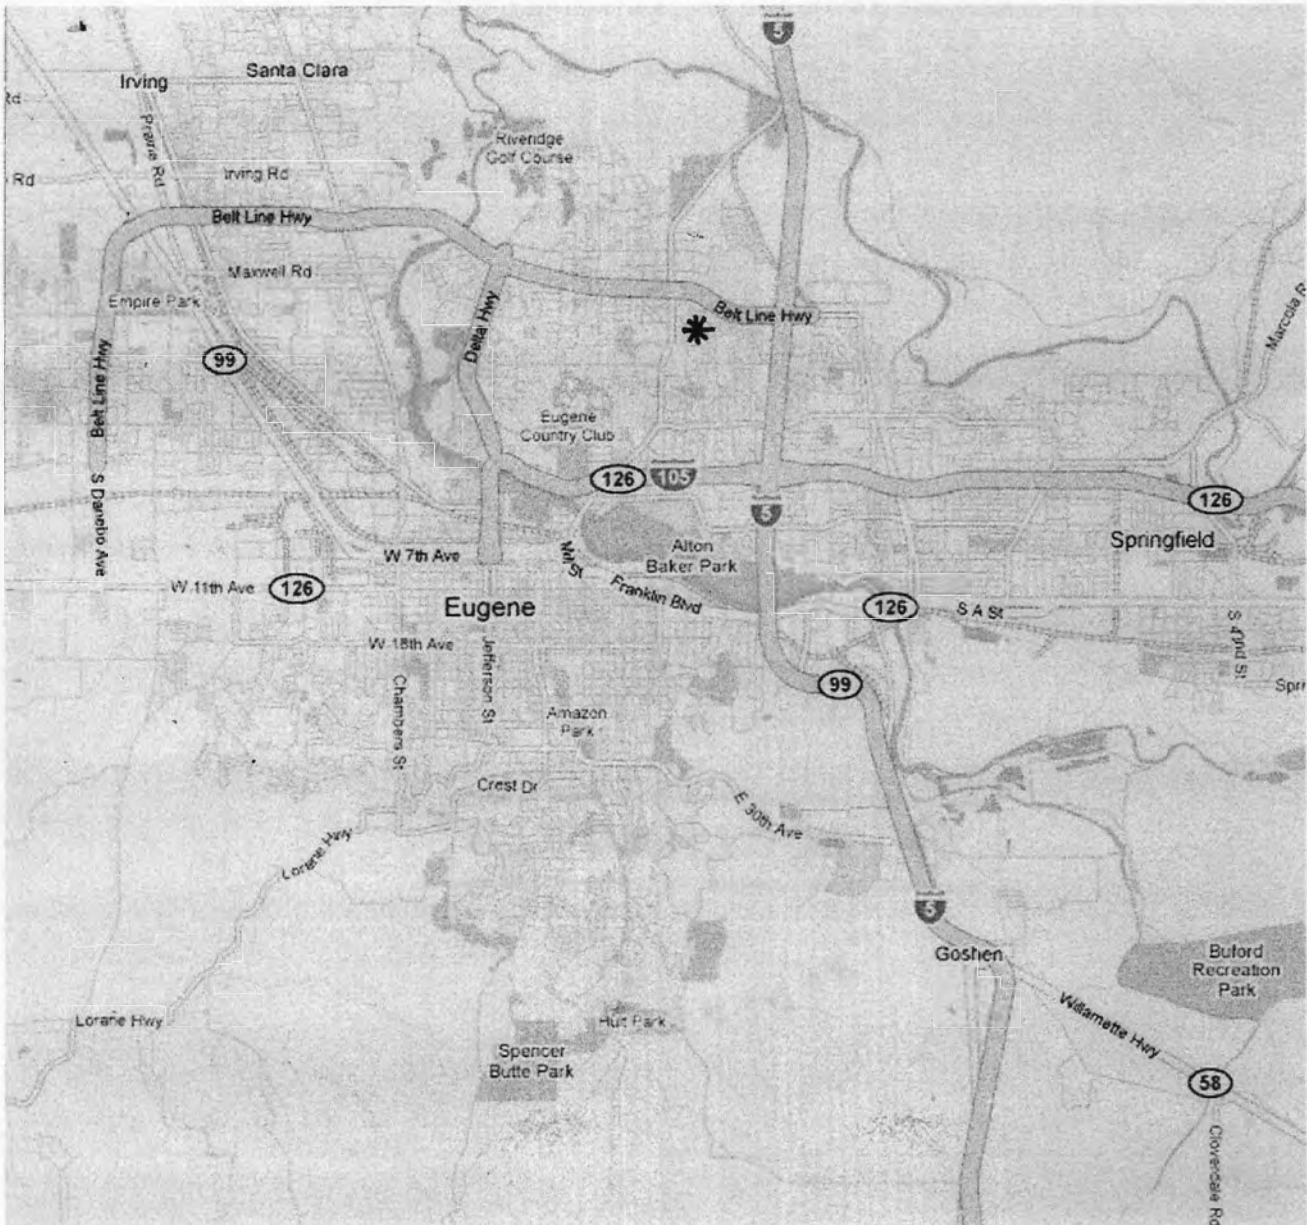 5
Irving
Santa Clara
Rd
Prairie Rd
Riveridge
Golf Course
Rd
Irving Rd
Belt Line Hwy
Maxwell Rd
Empire Park
Delta Hwy
Belt Line Hwy
Marcola R
99
Belt Line Hwy
Eugene
Country Club
126
105
S Danebo Ave
126
5
Springfield
Alton
Baker Park
W 7th Ave
Mill St
W 11th Ave
126
Franklin Blvd
126
S A St
Eugene
S 42nd St
W 18th Ave
Jefferson St
99
Spri
Chambers St
Amazon
Park
Crest Dr
E 30th Ave
Lorane Hwy
5
Goshen
Buford
Recreation
Park
Lorane Hwy
Hult Park
Willamette Hwy
Spencer
Butte Park
58
Cloverdale Rd